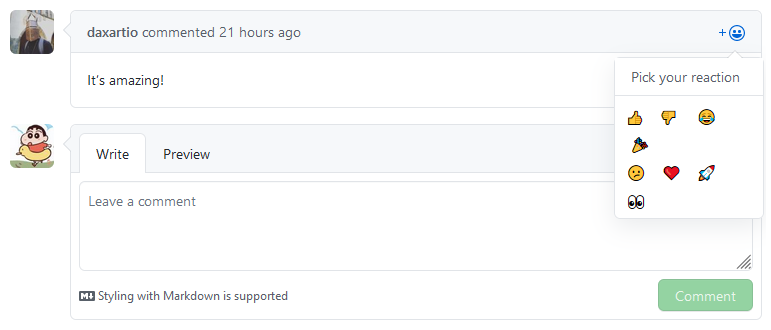 daxartio commented 21 hours ago
+
Pick your reaction
It's amazing!
Write
Preview
Leave a comment
Styling with Markdown is supported
Comment